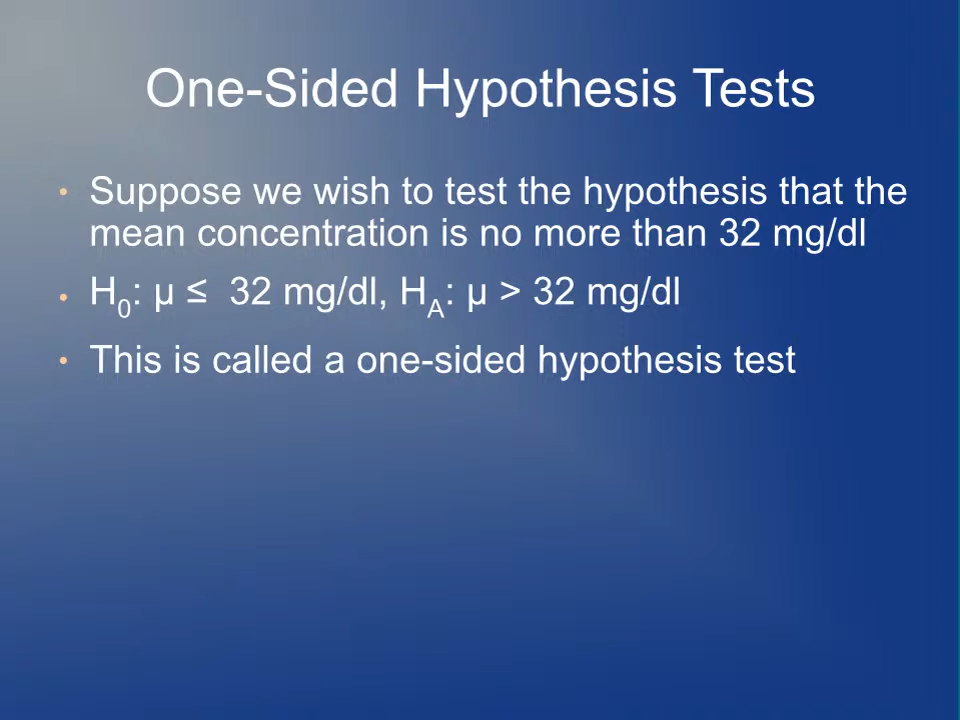 One-Sided Hypothesis Tests
• Suppose we wish to test the hypothesis that the
mean concentration is no more than 32 mg/dl
• H₀: μ ≤ 32 mg/dl, H_A: μ > 32 mg/dl
• This is called a one-sided hypothesis test